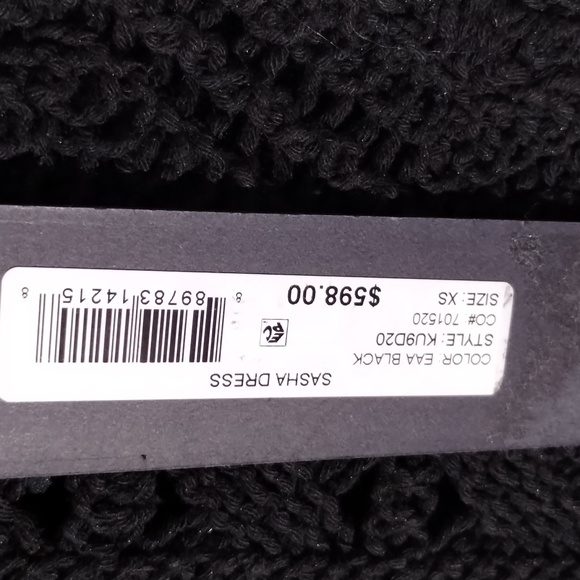 SASHA DRESS
COLOR: EAA BLACK
STYLE: KU9D20
CO#: 701520
SIZE: XS
$598.00
8 89783 14215 8